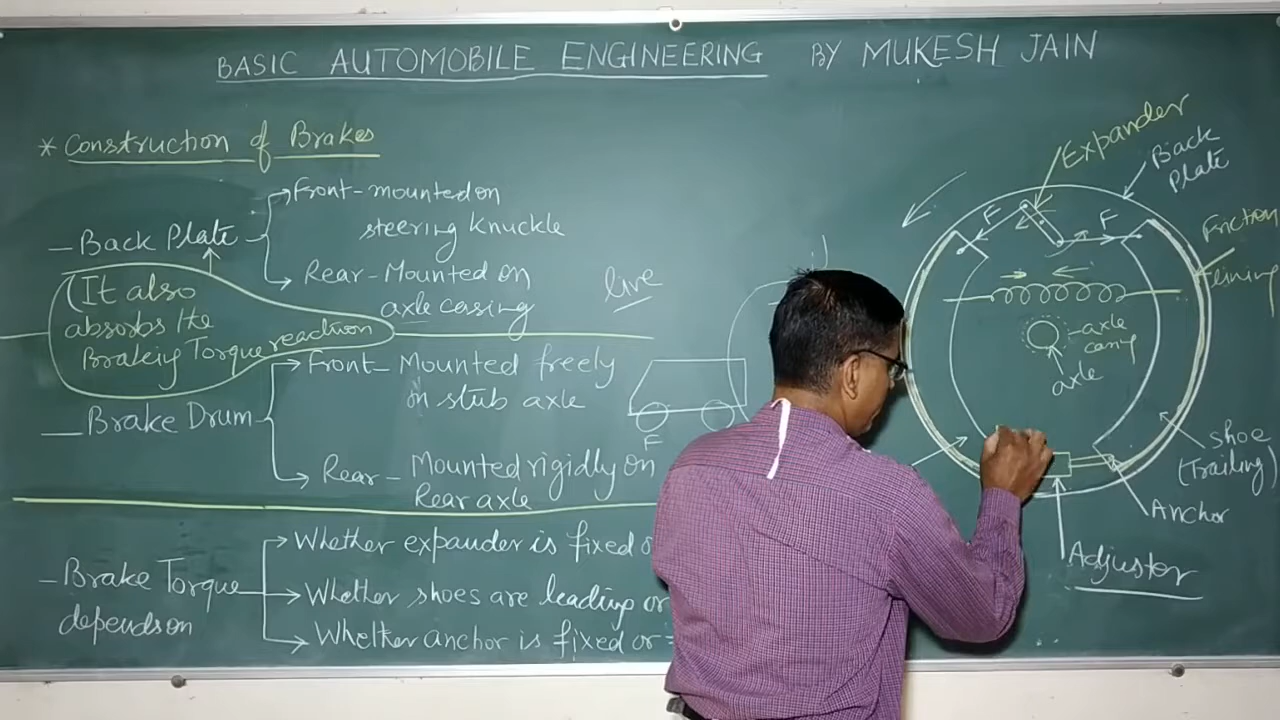 BASIC AUTOMOBILE ENGINEERING BY MUKESH JAIN
* Construction of Brakes
- Back Plate
Front - mounted on
steering knuckle
Rear - Mounted on
axle casing
(It also
absorbs the
Braking Torque reaction
live
- Brake Drum
Front - Mounted freely
on stub axle
Rear - Mounted rigidly on
Rear axle
- Brake Torque
depends on
Whether expander is fixed o
Whether shoes are leading or
Whether anchor is fixed or
F
Expander
Back
Plate
F
F
Friction
lining
axle
axle
shoe
(Trailing)
Anchor
Adjustor